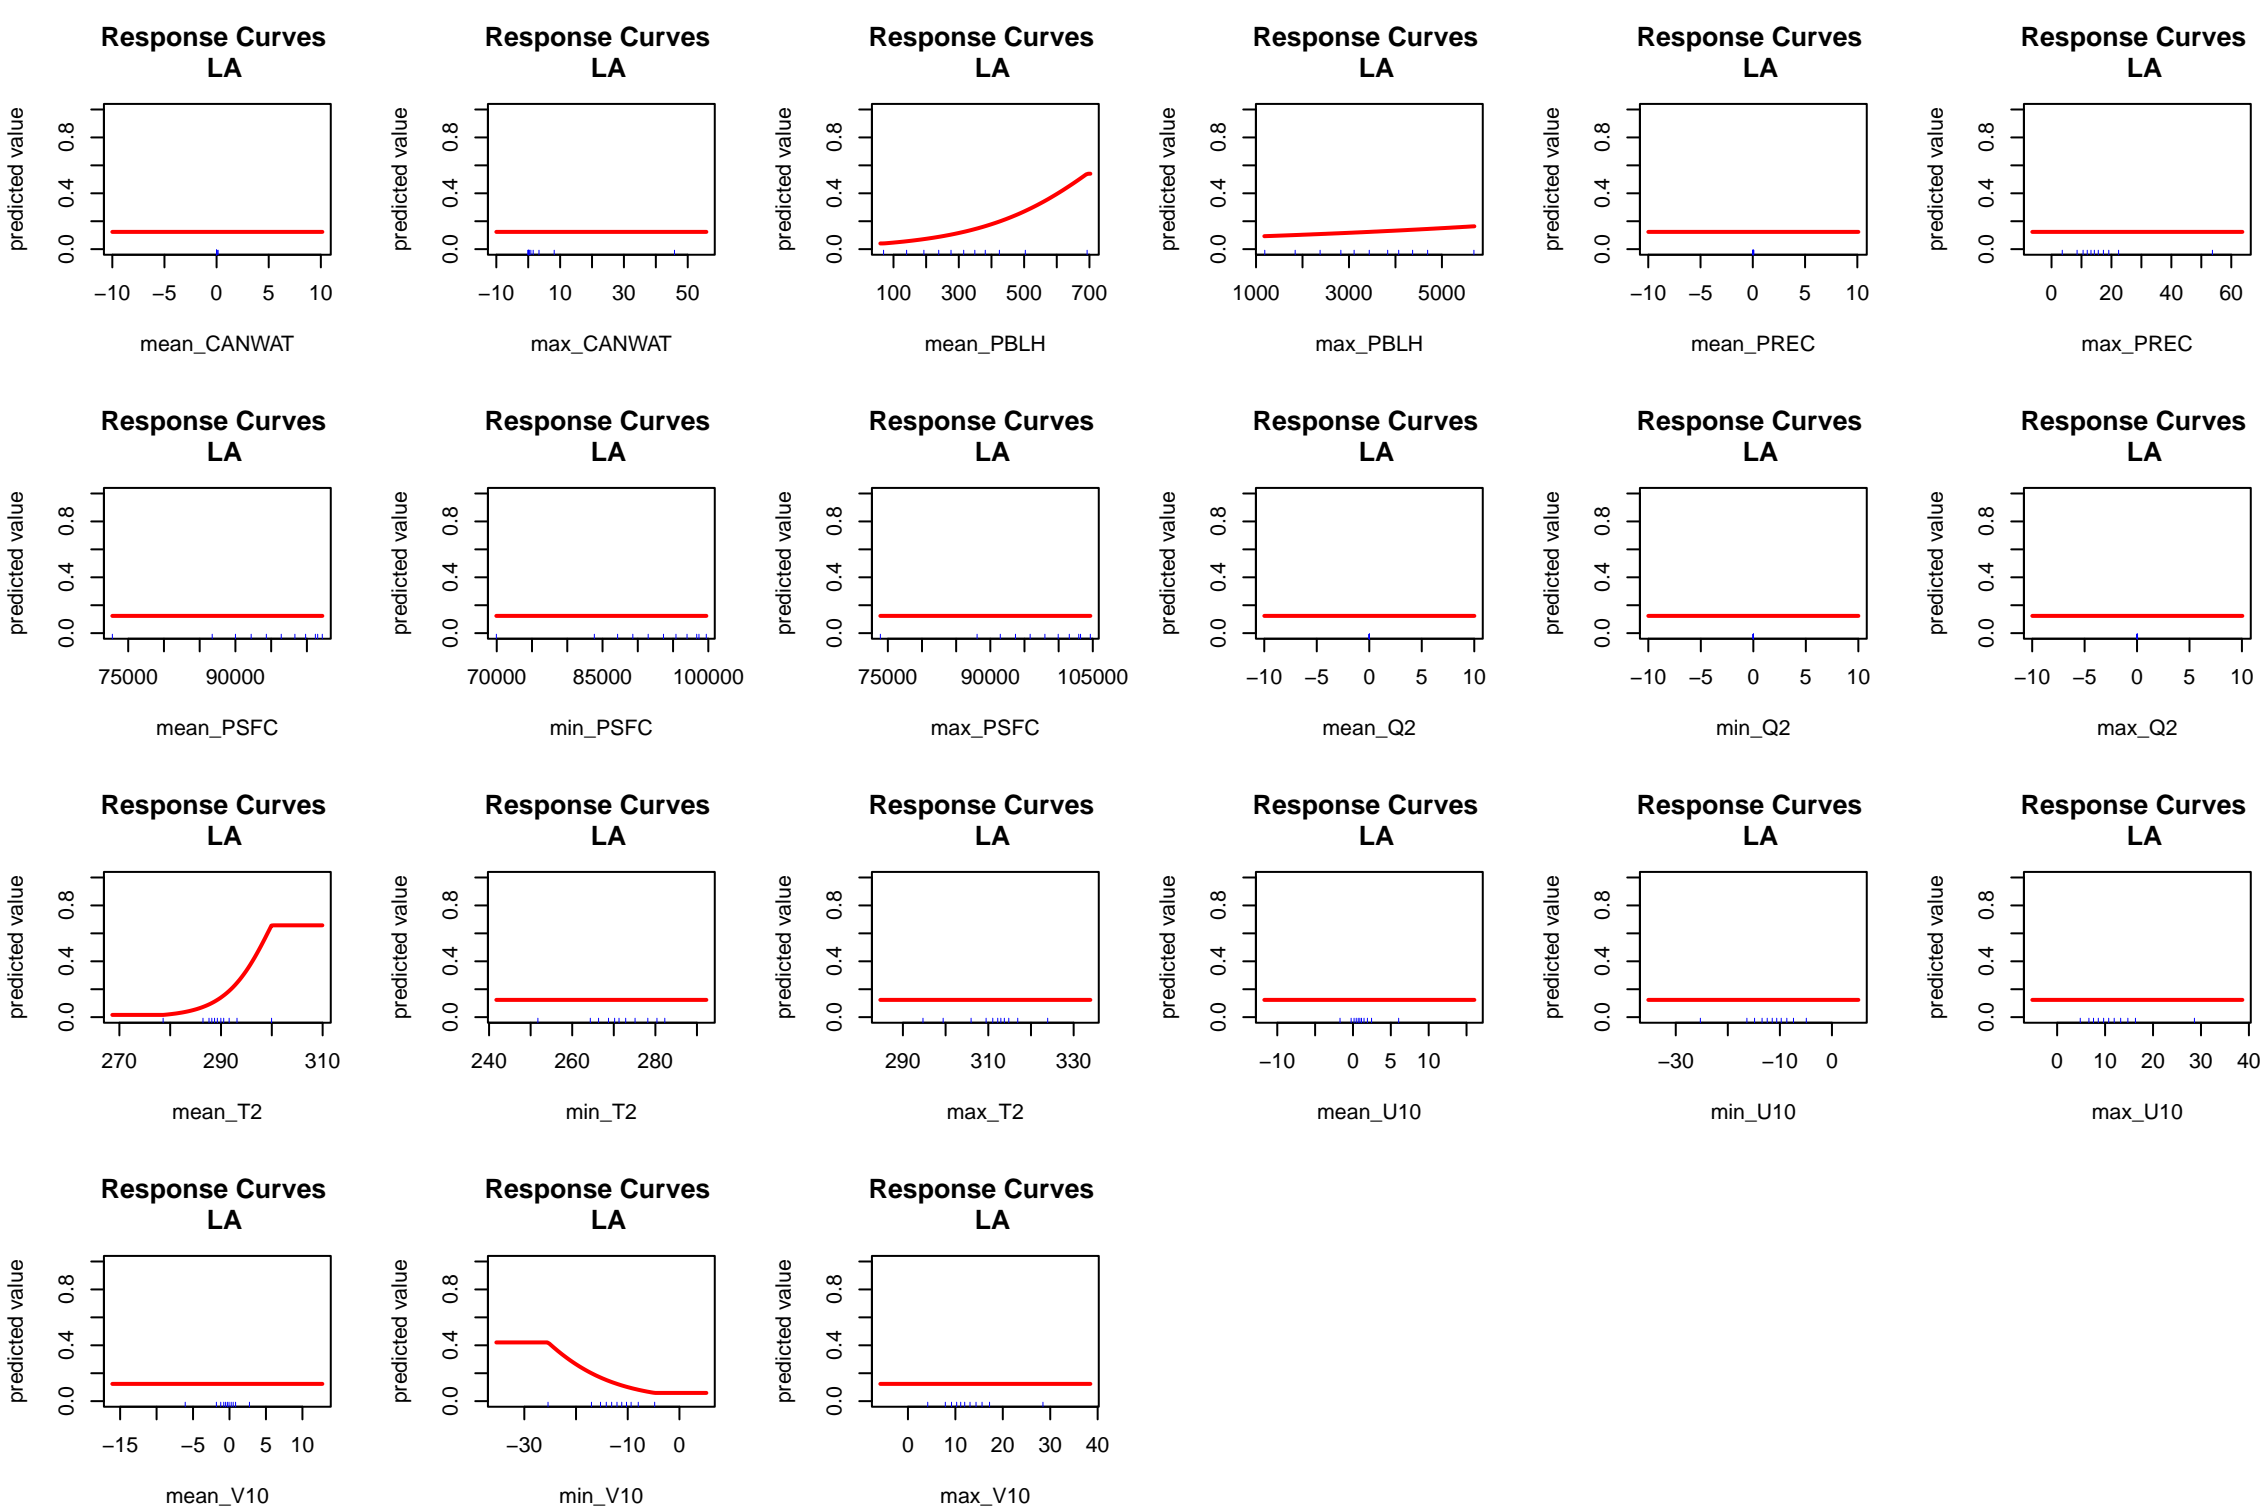 Response Curves
LA
predicted value
0.0 0.4 0.8
−10 −5 0 5 10
mean_CANWAT
Response Curves
LA
predicted value
0.0 0.4 0.8
−10 10 30 50
max_CANWAT
Response Curves
LA
predicted value
0.0 0.4 0.8
100 300 500 700
mean_PBLH
Response Curves
LA
predicted value
0.0 0.4 0.8
1000 3000 5000
max_PBLH
Response Curves
LA
predicted value
0.0 0.4 0.8
−10 −5 0 5 10
mean_PREC
Response Curves
LA
predicted value
0.0 0.4 0.8
0 20 40 60
max_PREC
Response Curves
LA
predicted value
0.0 0.4 0.8
75000 90000
mean_PSFC
Response Curves
LA
predicted value
0.0 0.4 0.8
70000 85000 100000
min_PSFC
Response Curves
LA
predicted value
0.0 0.4 0.8
75000 90000 105000
max_PSFC
Response Curves
LA
predicted value
0.0 0.4 0.8
−10 −5 0 5 10
mean_Q2
Response Curves
LA
predicted value
0.0 0.4 0.8
−10 −5 0 5 10
min_Q2
Response Curves
LA
predicted value
0.0 0.4 0.8
−10 −5 0 5 10
max_Q2
Response Curves
LA
predicted value
0.0 0.4 0.8
270 290 310
mean_T2
Response Curves
LA
predicted value
0.0 0.4 0.8
240 260 280
min_T2
Response Curves
LA
predicted value
0.0 0.4 0.8
290 310 330
max_T2
Response Curves
LA
predicted value
0.0 0.4 0.8
−10 0 5 10
mean_U10
Response Curves
LA
predicted value
0.0 0.4 0.8
−30 −10 0
min_U10
Response Curves
LA
predicted value
0.0 0.4 0.8
0 10 20 30 40
max_U10
Response Curves
LA
predicted value
0.0 0.4 0.8
−15 −5 0 5 10
mean_V10
Response Curves
LA
predicted value
0.0 0.4 0.8
−30 −10 0
min_V10
Response Curves
LA
predicted value
0.0 0.4 0.8
0 10 20 30 40
max_V10